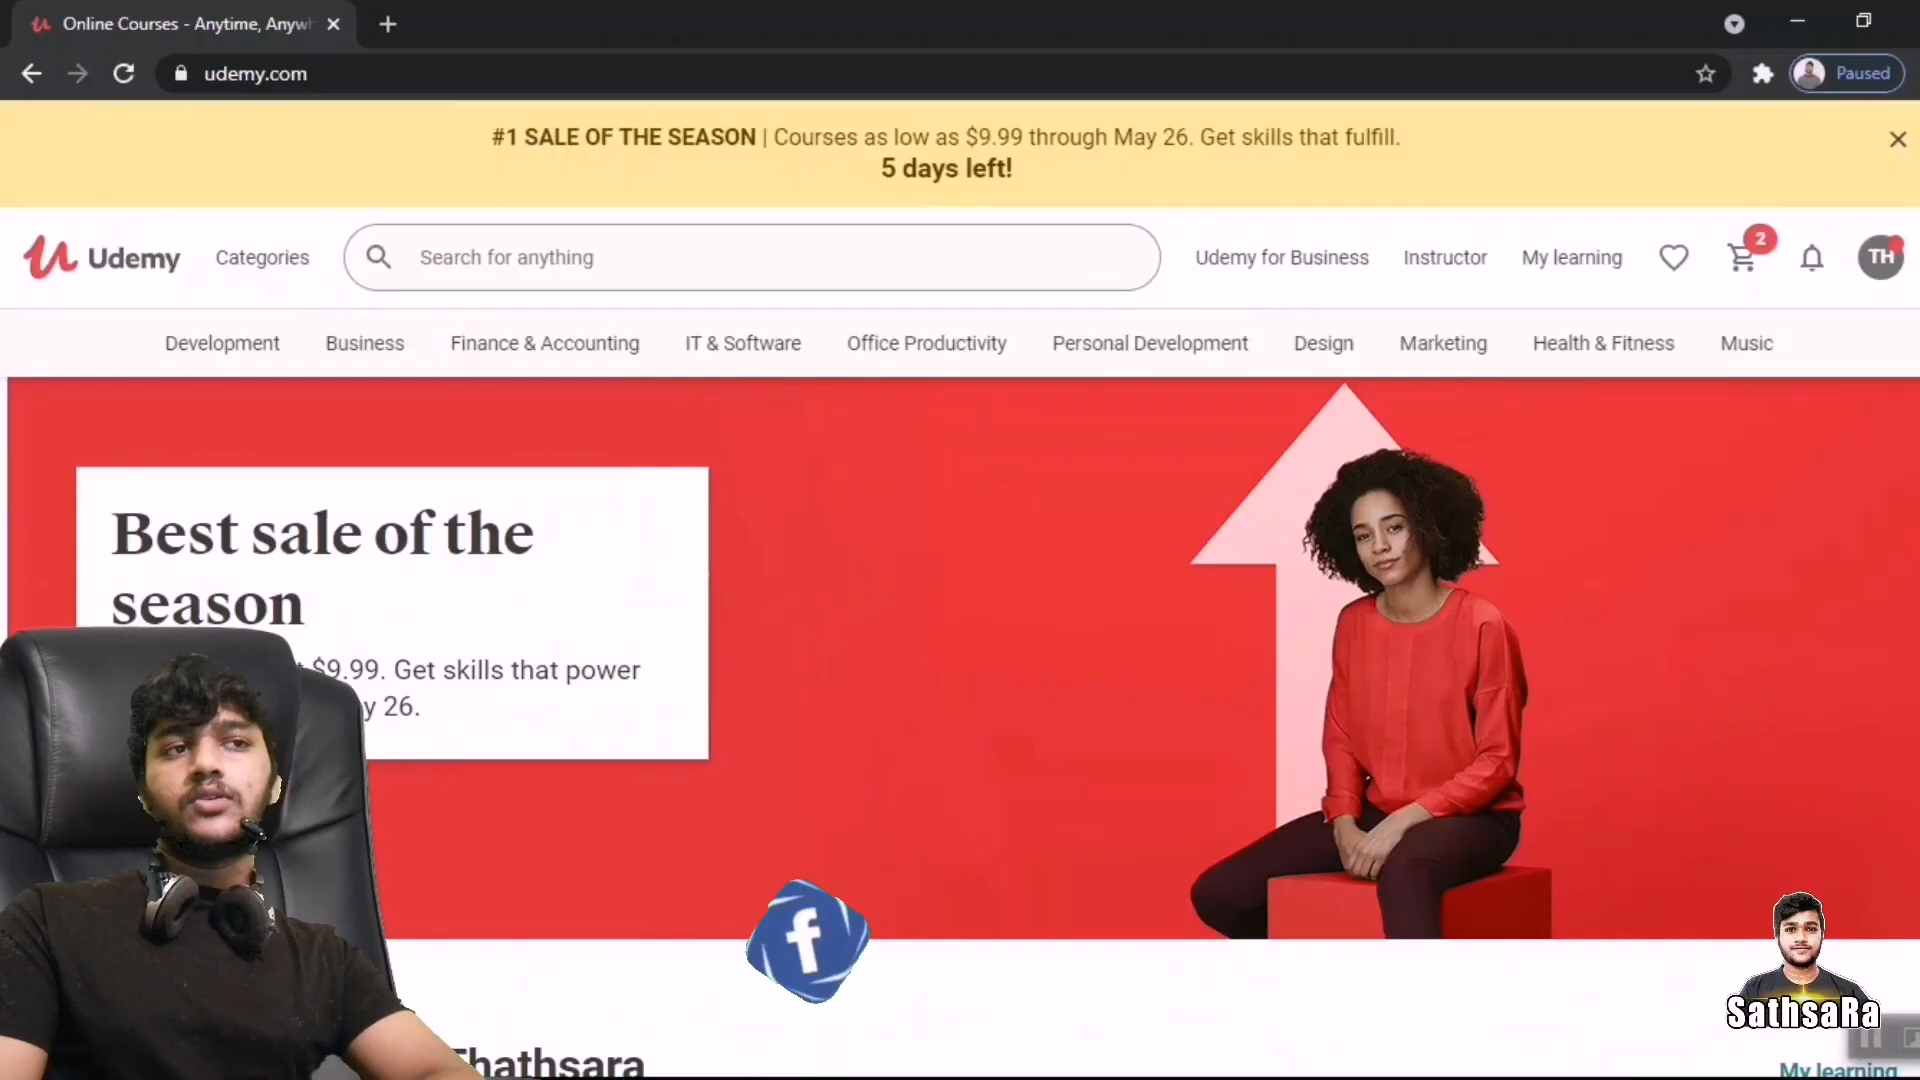 Online Courses - Anytime, Anyw
udemy.com
Paused
#1 SALE OF THE SEASON | Courses as low as $9.99 through May 26. Get skills that fulfill.
5 days left!
Udemy
Categories
Search for anything
Udemy for Business
Instructor
My learning
2
TH
Development
Business
Finance & Accounting
IT & Software
Office Productivity
Personal Development
Design
Marketing
Health & Fitness
Music
Best sale of the
season
$9.99. Get skills that power
y 26.
f
SathsaRa
Thathsara
My learning